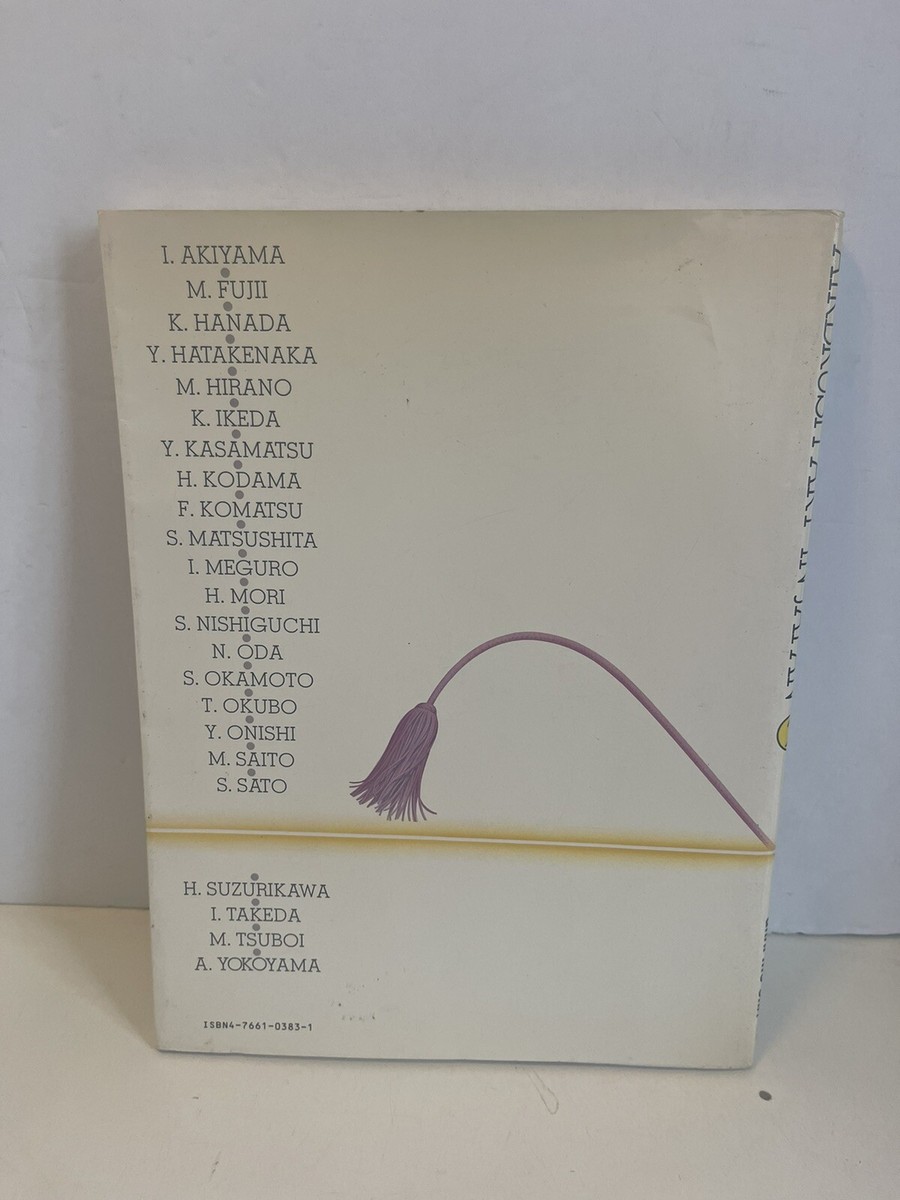 I. AKIYAMA
M. FUJII
K. HANADA
Y. HATAKENAKA
M. HIRANO
K. IKEDA
Y. KASAMATSU
H. KODAMA
F. KOMATSU
S. MATSUSHITA
I. MEGURO
H. MORI
S. NISHIGUCHI
N. ODA
S. OKAMOTO
T. OKUBO
Y. ONISHI
M. SAITO
S. SATO
H. SUZURIKAWA
I. TAKEDA
M. TSUBOI
A. YOKOYAMA
ISBN4-7661-0383-1